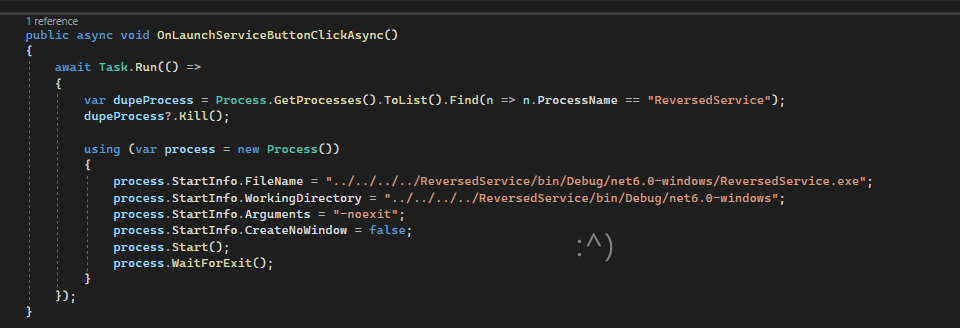 1 reference
public async void OnLaunchServiceButtonClickAsync()
{
await Task.Run(() =>
{
var dupeProcess = Process.GetProcesses().ToList().Find(n => n.ProcessName == "ReversedService");
dupeProcess?.Kill();
using (var process = new Process())
{
process.StartInfo.FileName = "../../../../ReversedService/bin/Debug/net6.0-windows/ReversedService.exe";
process.StartInfo.WorkingDirectory = "../../../../ReversedService/bin/Debug/net6.0-windows";
process.StartInfo.Arguments = "-noexit";
process.StartInfo.CreateNoWindow = false;
process.Start();
process.WaitForExit();
}
});
}
:^)